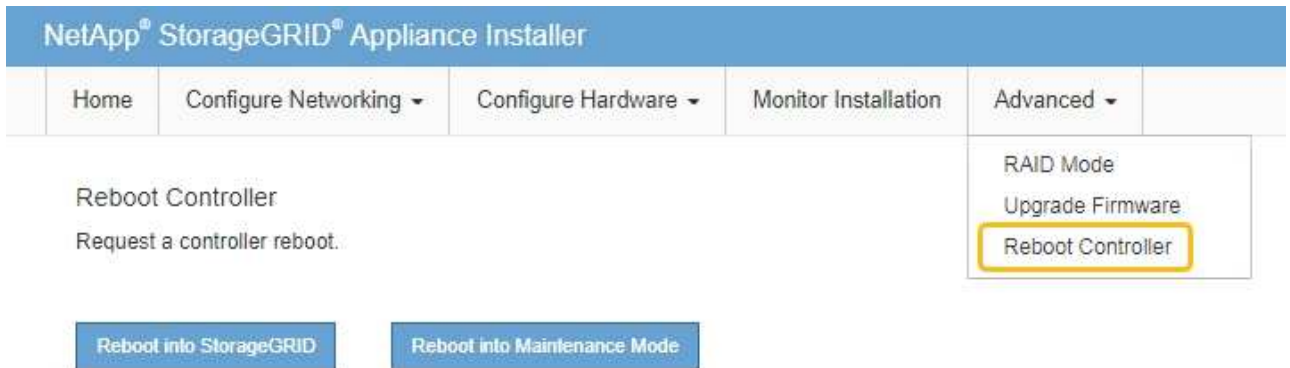 NetApp® StorageGRID® Appliance Installer
Home Configure Networking Configure Hardware Monitor Installation Advanced
RAID Mode
Upgrade Firmware
Reboot Controller
Reboot Controller
Request a controller reboot.
Reboot into StorageGRID Reboot into Maintenance Mode